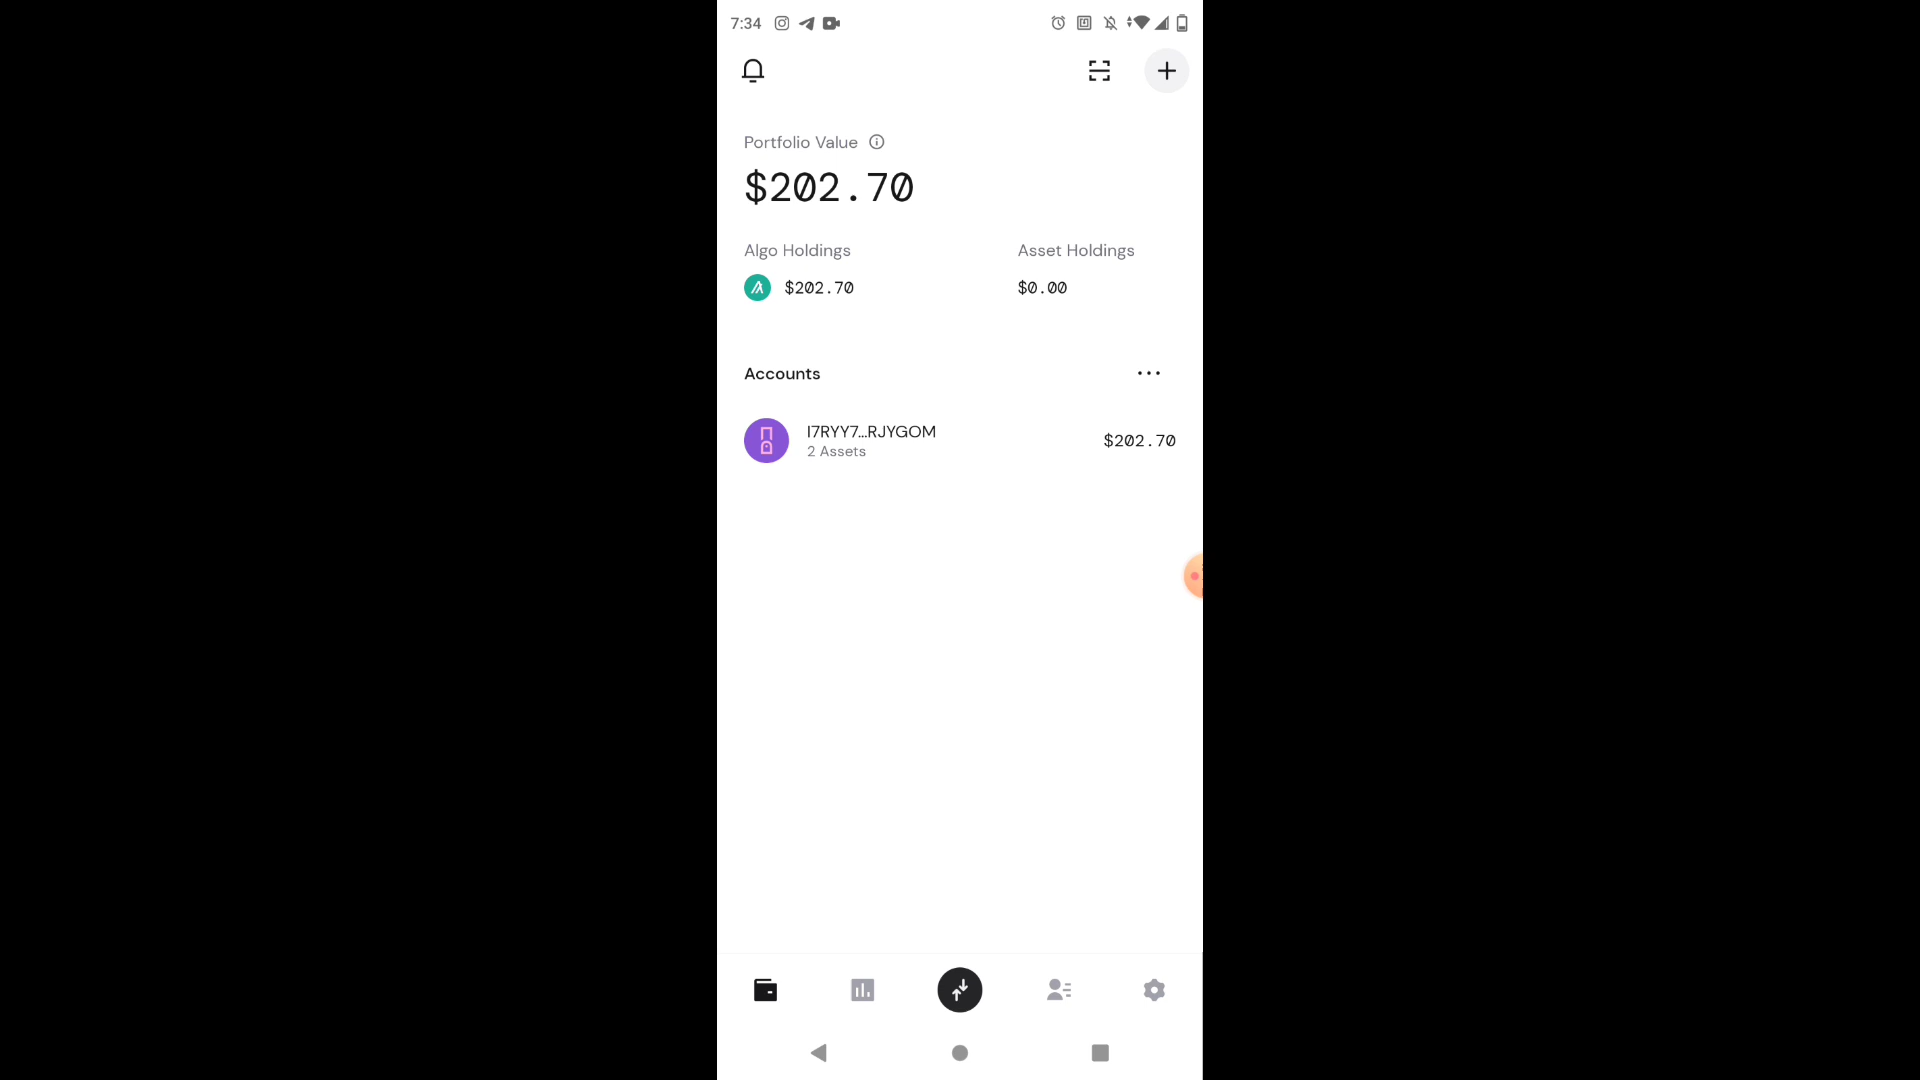 7:34
Portfolio Value
$202.70
Algo Holdings
Asset Holdings
$202.70
$0.00
Accounts
I7RYY7...RJYGOM
2 Assets
$202.70